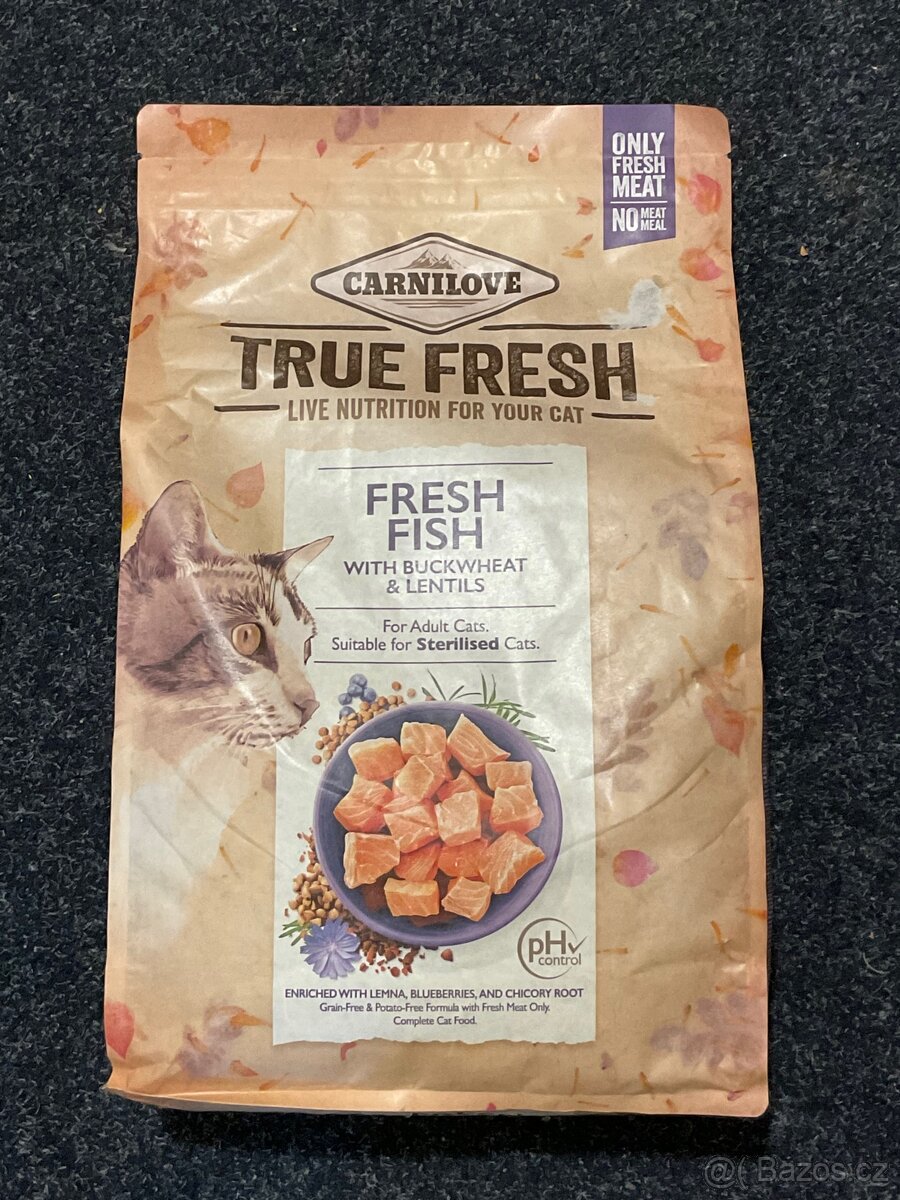 ONLY
FRESH
MEAT
NO MEAT
MEAL
CARNILOVE
TRUE FRESH
LIVE NUTRITION FOR YOUR CAT
FRESH
FISH
WITH BUCKWHEAT
& LENTILS
For Adult Cats.
Suitable for Sterilised Cats.
pH
control
ENRICHED WITH LEMNA, BLUEBERRIES, AND CHICORY ROOT
Grain-Free & Potato-Free Formula with Fresh Meat Only.
Complete Cat Food.
@( Bazos.cz